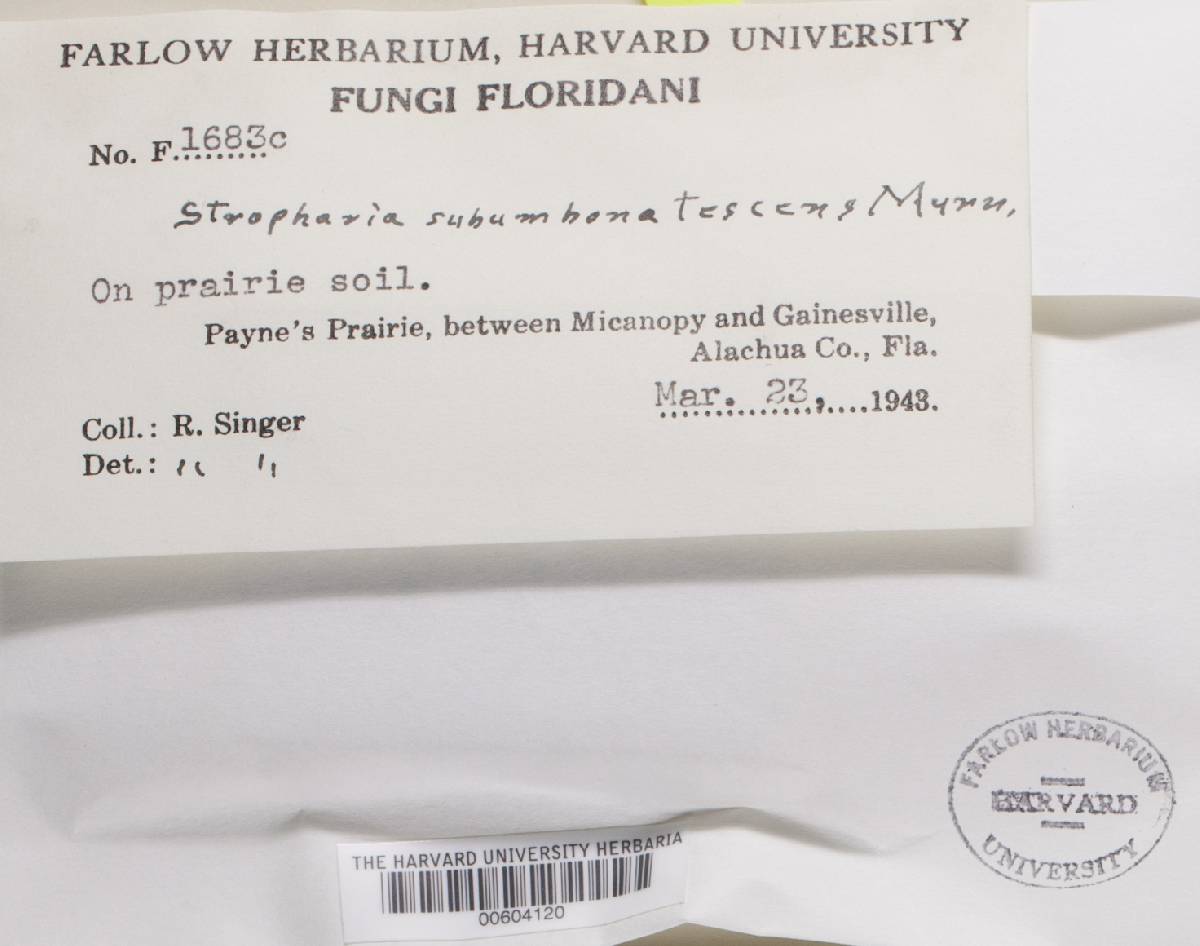 FARLOW HERBARIUM, HARVARD UNIVERSITY
FUNGI FLORIDANI
No. F.1683c
Stropharia subumbonatescens Murr.
On prairie soil.
Payne's Prairie, between Micanopy and Gainesville,
Alachua Co., Fla.
Mar. 23, ....1943.
Coll.: R. Singer
Det.: " "
FARLOW HERBARIUM
HARVARD
UNIVERSITY
THE HARVARD UNIVERSITY HERBARIA
00604120